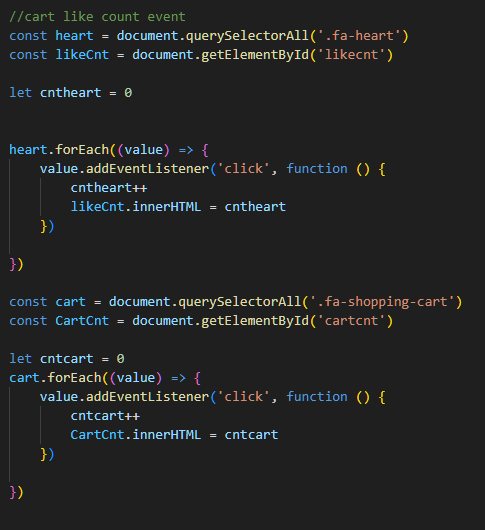 //cart like count event
const heart = document.querySelectorAll('.fa-heart')
const likeCnt = document.getElementById('likecnt')
let cntheart = 0
heart.forEach((value) => {
value.addEventListener('click', function () {
cntheart++
likeCnt.innerHTML = cntheart
})
})
const cart = document.querySelectorAll('.fa-shopping-cart')
const CartCnt = document.getElementById('cartcnt')
let cntcart = 0
cart.forEach((value) => {
value.addEventListener('click', function () {
cntcart++
CartCnt.innerHTML = cntcart
})
})